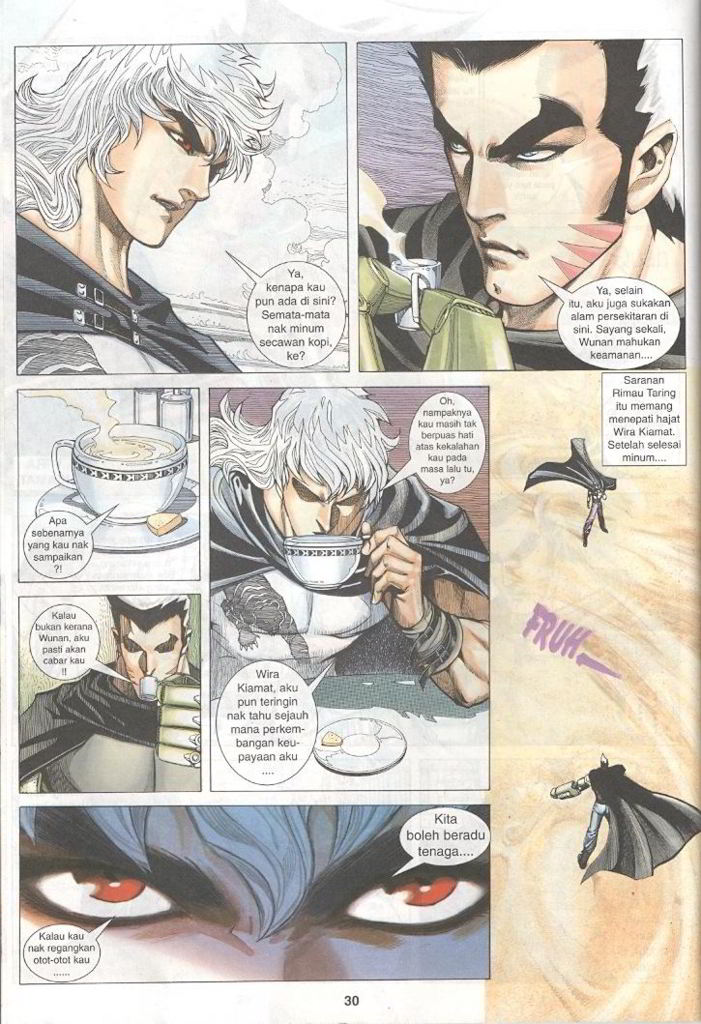 Ya,
kenapa kau
pun ada di sini?
Semata-mata
nak minum
secawan kopi,
ke?
Ya, selain
itu, aku juga sukakan
alam persekitaran di
sini. Sayang sekali,
Wunan mahukan
keamanan....
Apa
sebenarnya
yang kau nak
sampaikan
?!
Oh,
nampaknya
kau masih tak
berpuas hati
atas kekalahan
kau pada
masa lalu tu,
ya?
Kalau
bukan kerana
Wunan, aku
pasti akan
cabar kau
!!
Wira
Kiamat, aku
pun teringin
nak tahu sejauh
mana perkem-
bangan keu-
payaan aku
....
Saranan
Rimau Taring
itu memang
menepati hajat
Wira Kiamat.
Setelah selesai
minum....
FRUH
Kita
boleh beradu
tenaga....
Kalau kau
nak regangkan
otot-otot kau
......
30